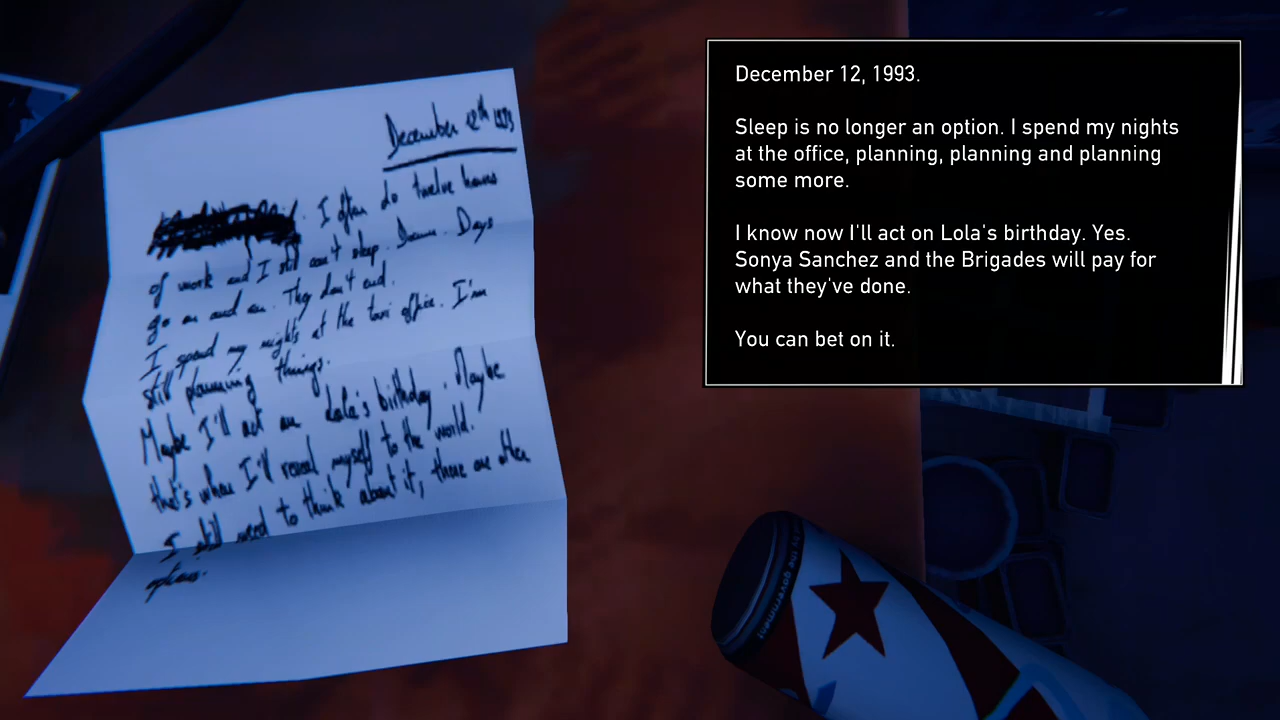 December 12th 1993
. I often do twelve hours
of work and I still can't sleep. Damn. Days
go on and on. They don't end.
I spend my nights at the taxi office. I'm
still planning things.
Maybe I'll act on Lola's birthday. Maybe
that's when I'll reveal myself to the world.
I still need to think about it, there are other
options.
December 12, 1993.
Sleep is no longer an option. I spend my nights
at the office, planning, planning and planning
some more.
I know now I'll act on Lola's birthday. Yes.
Sonya Sanchez and the Brigades will pay for
what they've done.
You can bet on it.
by the government